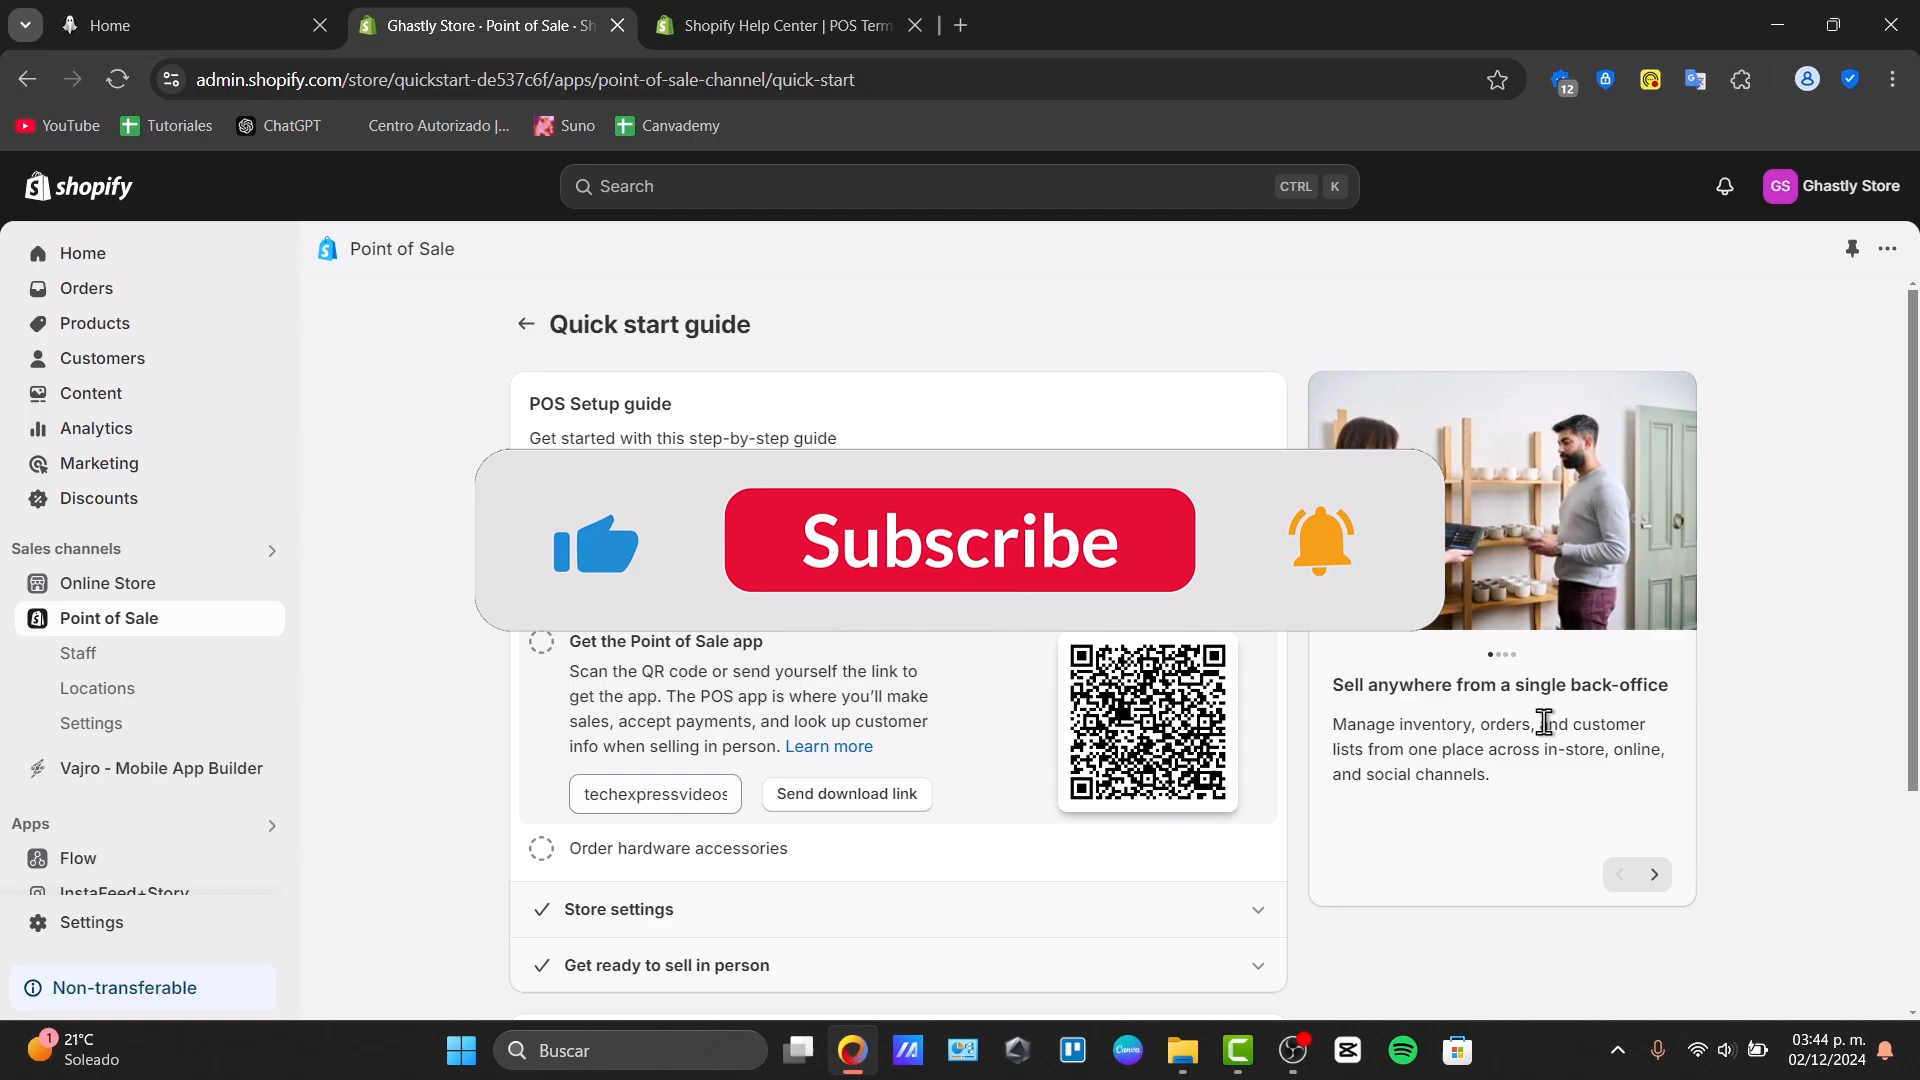 Home
Ghastly Store · Point of Sale · Sh
Shopify Help Center | POS Term
admin.shopify.com/store/quickstart-de537c6f/apps/point-of-sale-channel/quick-start
12
YouTube
Tutoriales
ChatGPT
Centro Autorizado |...
Suno
Canvademy
shopify
Search
CTRL K
GS Ghastly Store
Home
Orders
Products
Customers
Content
Analytics
Marketing
Discounts
Sales channels
Online Store
Point of Sale
Staff
Locations
Settings
Vajro - Mobile App Builder
Apps
Flow
InstaFeed+Story
Settings
Non-transferable
Point of Sale
Quick start guide
POS Setup guide
Get started with this step-by-step guide
Subscribe
Get the Point of Sale app
Scan the QR code or send yourself the link to
get the app. The POS app is where you'll make
sales, accept payments, and look up customer
info when selling in person. Learn more
techexpressvideos
Send download link
Order hardware accessories
Store settings
Get ready to sell in person
Sell anywhere from a single back-office
Manage inventory, orders, and customer
lists from one place across in-store, online,
and social channels.
1
21°C
Soleado
Buscar
Canva
03:44 p. m.
02/12/2024